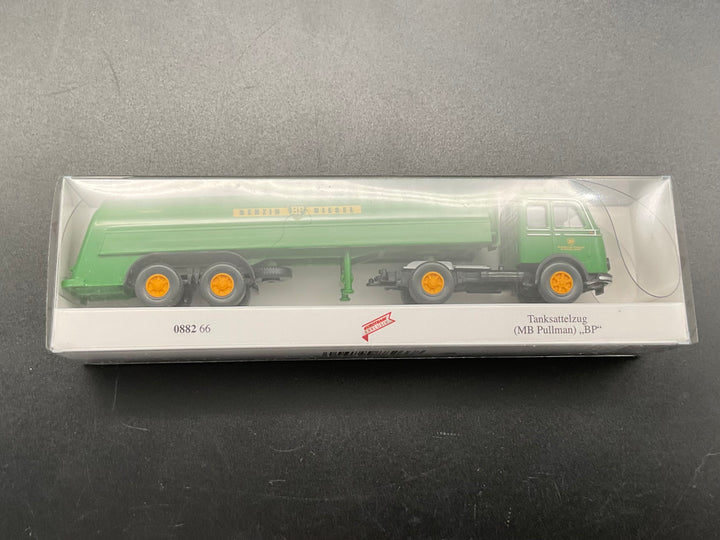 BENZIN BP DIESEL
0882 66
Tanksattelzug
(MB Pullman) „BP“